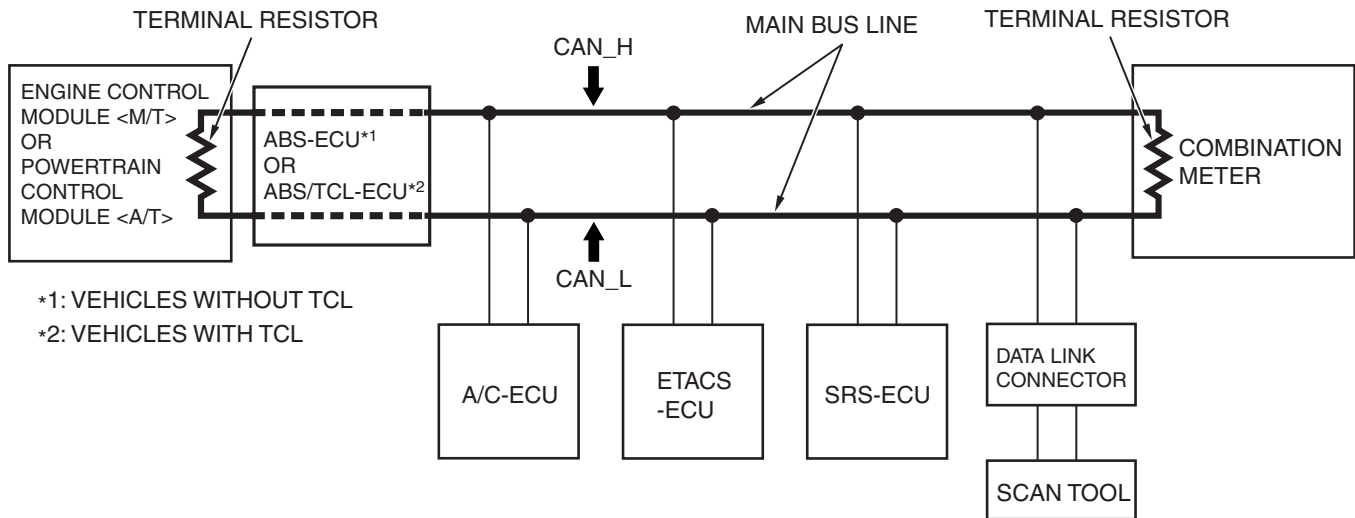 TERMINAL RESISTOR
MAIN BUS LINE
TERMINAL RESISTOR
CAN_H
ENGINE CONTROL
MODULE <M/T>
OR
POWERTRAIN
CONTROL
MODULE <A/T>
ABS-ECU*1
OR
ABS/TCL-ECU*2
COMBINATION
METER
CAN_L
*1: VEHICLES WITHOUT TCL
*2: VEHICLES WITH TCL
A/C-ECU
ETACS
-ECU
SRS-ECU
DATA LINK
CONNECTOR
SCAN TOOL